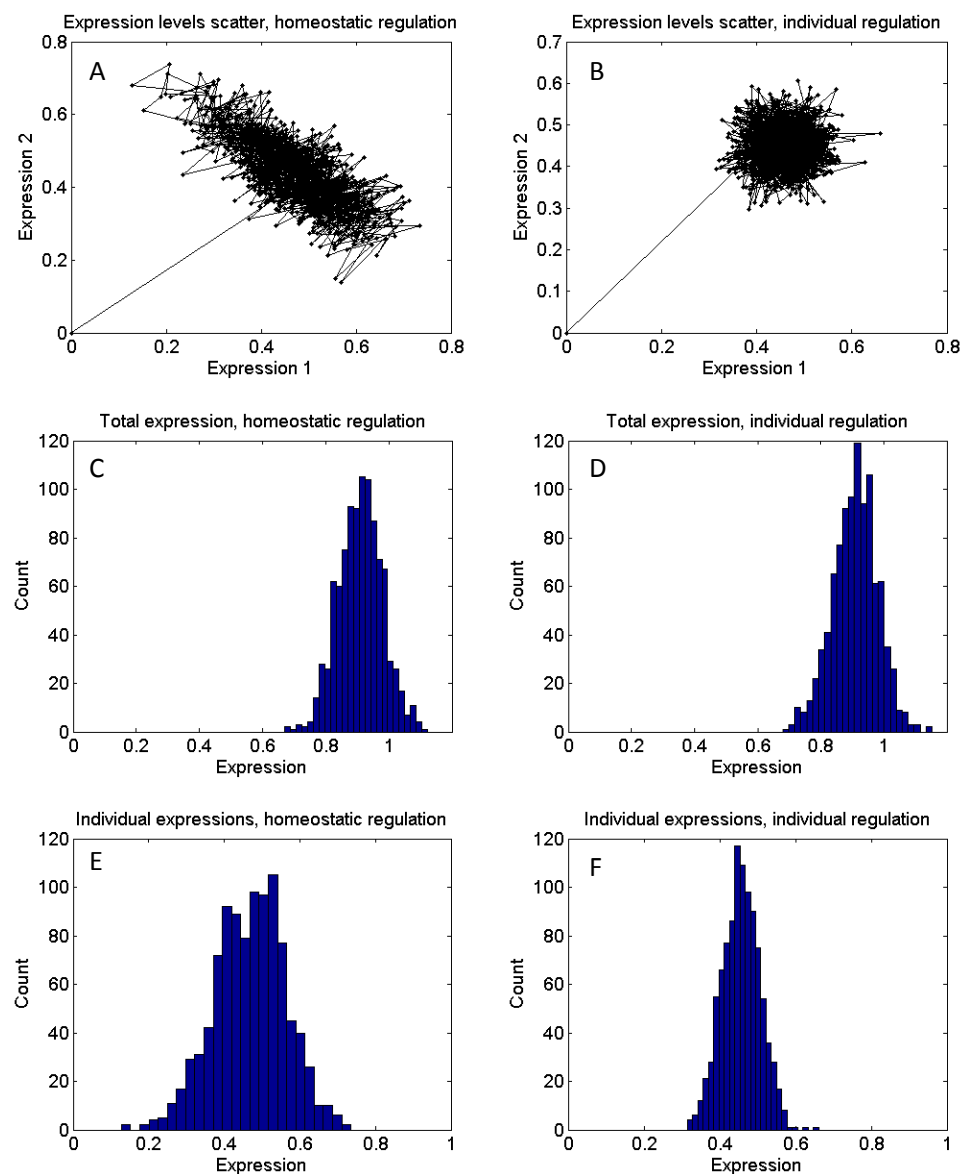 Expression levels scatter, homeostatic regulation
A
0.8
0.6
0.4
0.2
0
Expression 2
0 0.2 0.4 0.6 0.8
Expression 1
Expression levels scatter, individual regulation
B
0.7
0.6
0.5
0.4
0.3
0.2
0.1
0
Expression 2
0 0.2 0.4 0.6 0.8
Expression 1
Total expression, homeostatic regulation
C
120
100
80
60
40
20
0
Count
0 0.2 0.4 0.6 0.8 1
Expression
Total expression, individual regulation
D
120
100
80
60
40
20
0
Count
0 0.2 0.4 0.6 0.8 1
Expression
Individual expressions, homeostatic regulation
E
120
100
80
60
40
20
0
Count
0 0.2 0.4 0.6 0.8 1
Expression
Individual expressions, individual regulation
F
120
100
80
60
40
20
0
Count
0 0.2 0.4 0.6 0.8 1
Expression